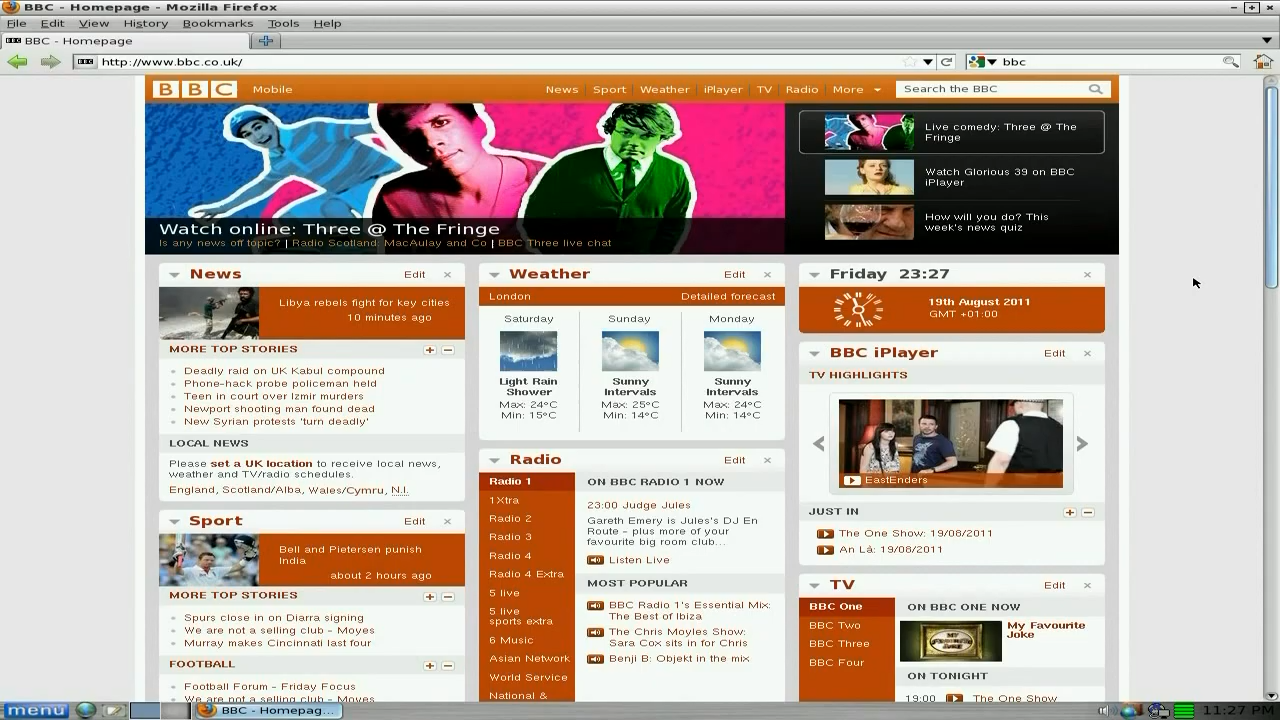 BBC - Homepage - Mozilla Firefox
File Edit View History Bookmarks Tools Help
BBC - Homepage
http://www.bbc.co.uk/
bbc
BBC Mobile
News Sport Weather iPlayer TV Radio More
Search the BBC
Watch online: Three @ The Fringe
Is any news off topic? | Radio Scotland: MacAulay and Co | BBC Three live chat
Live comedy: Three @ The
Fringe
Watch Glorious 39 on BBC
iPlayer
How will you do? This
week's news quiz
News Edit
Libya rebels fight for key cities
10 minutes ago
MORE TOP STORIES
Deadly raid on UK Kabul compound
Phone-hack probe policeman held
Teen in court over Izmir murders
Newport shooting man found dead
New Syrian protests 'turn deadly'
LOCAL NEWS
Please set a UK location to receive local news,
weather and TV/radio schedules.
England, Scotland/Alba, Wales/Cymru, N.I.
Sport Edit
Bell and Pietersen punish
India
about 2 hours ago
MORE TOP STORIES
Spurs close in on Diarra signing
We are not a selling club - Moyes
Murray makes Cincinnati last four
FOOTBALL
Football Forum - Friday Focus
We are not a selling club - Moyes
Weather Edit
London Detailed forecast
Saturday Sunday Monday
Light Rain Sunny Sunny
Shower Intervals Intervals
Max: 24°C Max: 25°C Max: 24°C
Min: 15°C Min: 14°C Min: 14°C
Radio Edit
Radio 1
1Xtra
Radio 2
Radio 3
Radio 4
Radio 4 Extra
5 live
5 live
sports extra
6 Music
Asian Network
World Service
National &
ON BBC RADIO 1 NOW
23:00 Judge Jules
Gareth Emery is Jules's DJ En
Route - plus more of your
favourite big room club...
Listen Live
MOST POPULAR
BBC Radio 1's Essential Mix:
The Best of Ibiza
The Chris Moyles Show:
Sara Cox sits in for Chris
Benji B: Objekt in the mix
Friday 23:27
19th August 2011
GMT +01:00
BBC iPlayer Edit
TV HIGHLIGHTS
EastEnders
JUST IN
The One Show: 19/08/2011
An Là: 19/08/2011
TV Edit
BBC One
BBC Two
BBC Three
BBC Four
ON BBC ONE NOW
My Favourite
Joke
ON TONIGHT
19:00 The One Show
menu
BBC - Homepag...
11:27 PM